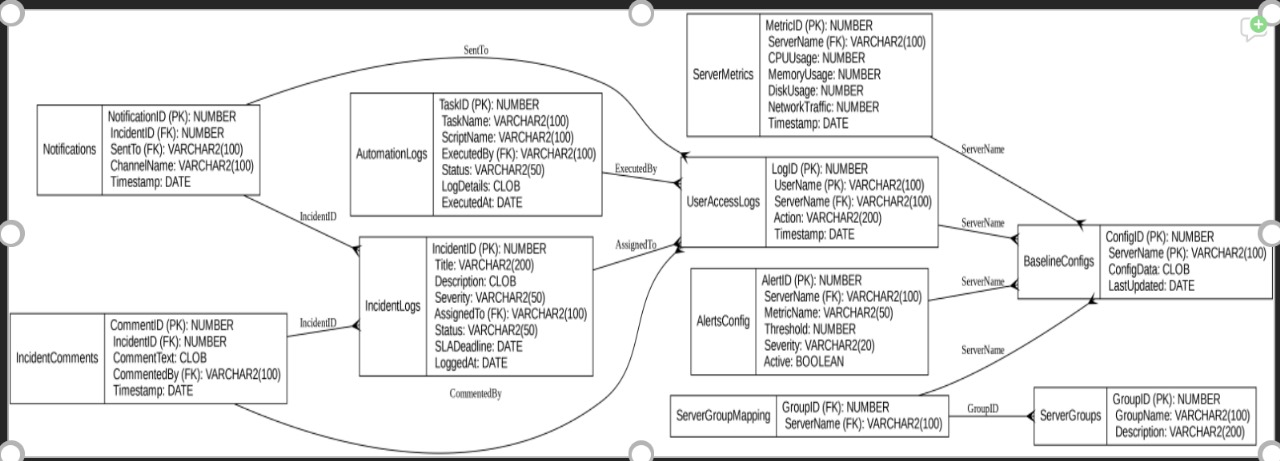 SentTo
Notifications
NotificationID (PK): NUMBER
IncidentID (FK): NUMBER
SentTo (FK): VARCHAR2(100)
ChannelName: VARCHAR2(100)
Timestamp: DATE
AutomationLogs
TaskID (PK): NUMBER
TaskName: VARCHAR2(100)
ScriptName: VARCHAR2(100)
ExecutedBy (FK): VARCHAR2(100)
Status: VARCHAR2(50)
LogDetails: CLOB
ExecutedAt: DATE
ServerMetrics
MetricID (PK): NUMBER
ServerName (FK): VARCHAR2(100)
CPUUsage: NUMBER
MemoryUsage: NUMBER
DiskUsage: NUMBER
NetworkTraffic: NUMBER
Timestamp: DATE
ServerName
ExecutedBy
UserAccessLogs
LogID (PK): NUMBER
UserName (PK): VARCHAR2(100)
ServerName (FK): VARCHAR2(100)
Action: VARCHAR2(200)
Timestamp: DATE
ServerName
IncidentID
AssignedTo
IncidentLogs
IncidentID (PK): NUMBER
Title: VARCHAR2(200)
Description: CLOB
Severity: VARCHAR2(50)
AssignedTo (FK): VARCHAR2(100)
Status: VARCHAR2(50)
SLADeadline: DATE
LoggedAt: DATE
BaselineConfigs
ConfigID (PK): NUMBER
ServerName (PK): VARCHAR2(100)
ConfigData: CLOB
LastUpdated: DATE
AlertsConfig
AlertID (PK): NUMBER
ServerName (FK): VARCHAR2(100)
MetricName: VARCHAR2(50)
Threshold: NUMBER
Severity: VARCHAR2(20)
Active: BOOLEAN
ServerName
IncidentID
IncidentComments
CommentID (PK): NUMBER
IncidentID (FK): NUMBER
CommentText: CLOB
CommentedBy (FK): VARCHAR2(100)
Timestamp: DATE
CommentedBy
ServerName
ServerGroupMapping
GroupID (FK): NUMBER
ServerName (FK): VARCHAR2(100)
GroupID
ServerGroups
GroupID (PK): NUMBER
GroupName: VARCHAR2(100)
Description: VARCHAR2(200)